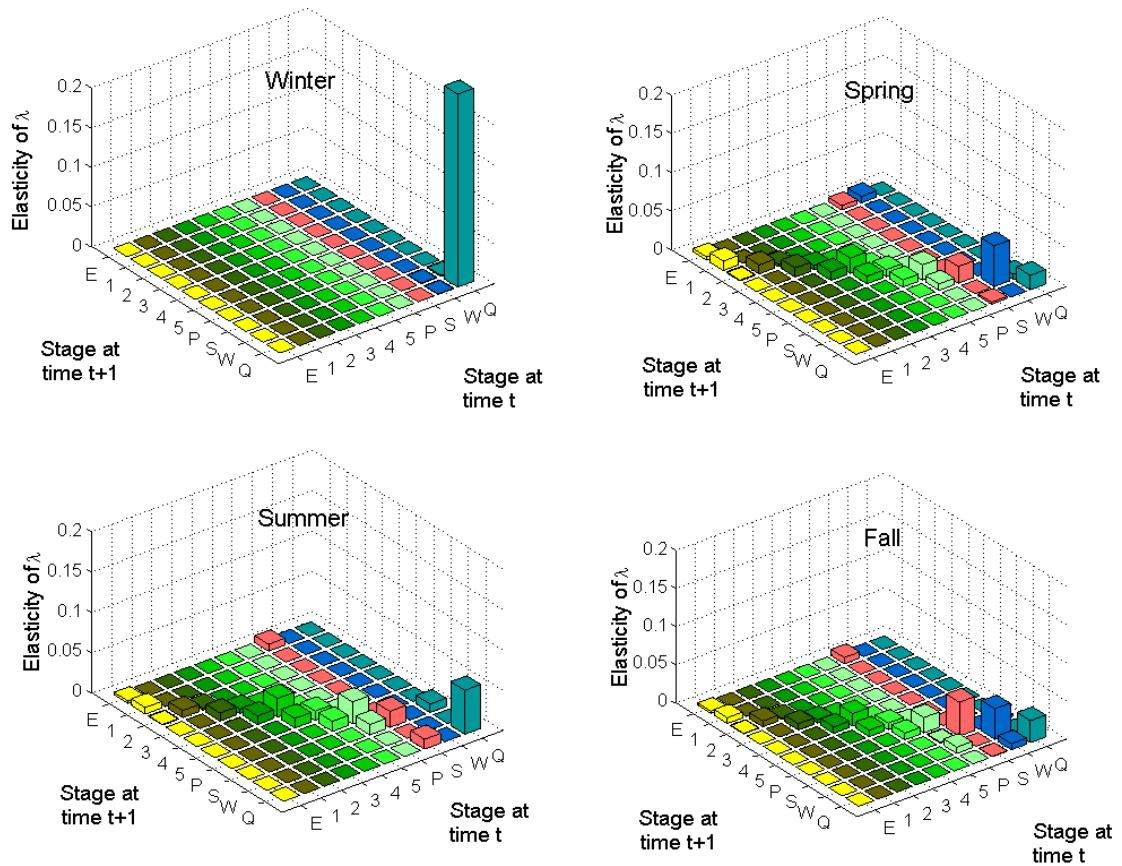 Winter
Elasticity of λ
0.2
0.15
0.1
0.05
0
E 1 2 3 4 5 P S W Q
Stage at
time t+1
E 1 2 3 4 5 P S W Q
Stage at
time t
Spring
Elasticity of λ
0.2
0.15
0.1
0.05
0
E 1 2 3 4 5 P S W Q
Stage at
time t+1
E 1 2 3 4 5 P S W Q
Stage at
time t
Summer
Elasticity of λ
0.2
0.15
0.1
0.05
0
E 1 2 3 4 5 P S W Q
Stage at
time t+1
E 1 2 3 4 5 P S W Q
Stage at
time t
Fall
Elasticity of λ
0.2
0.15
0.1
0.05
0
E 1 2 3 4 5 P S W Q
Stage at
time t+1
E 1 2 3 4 5 P S W Q
Stage at
time t